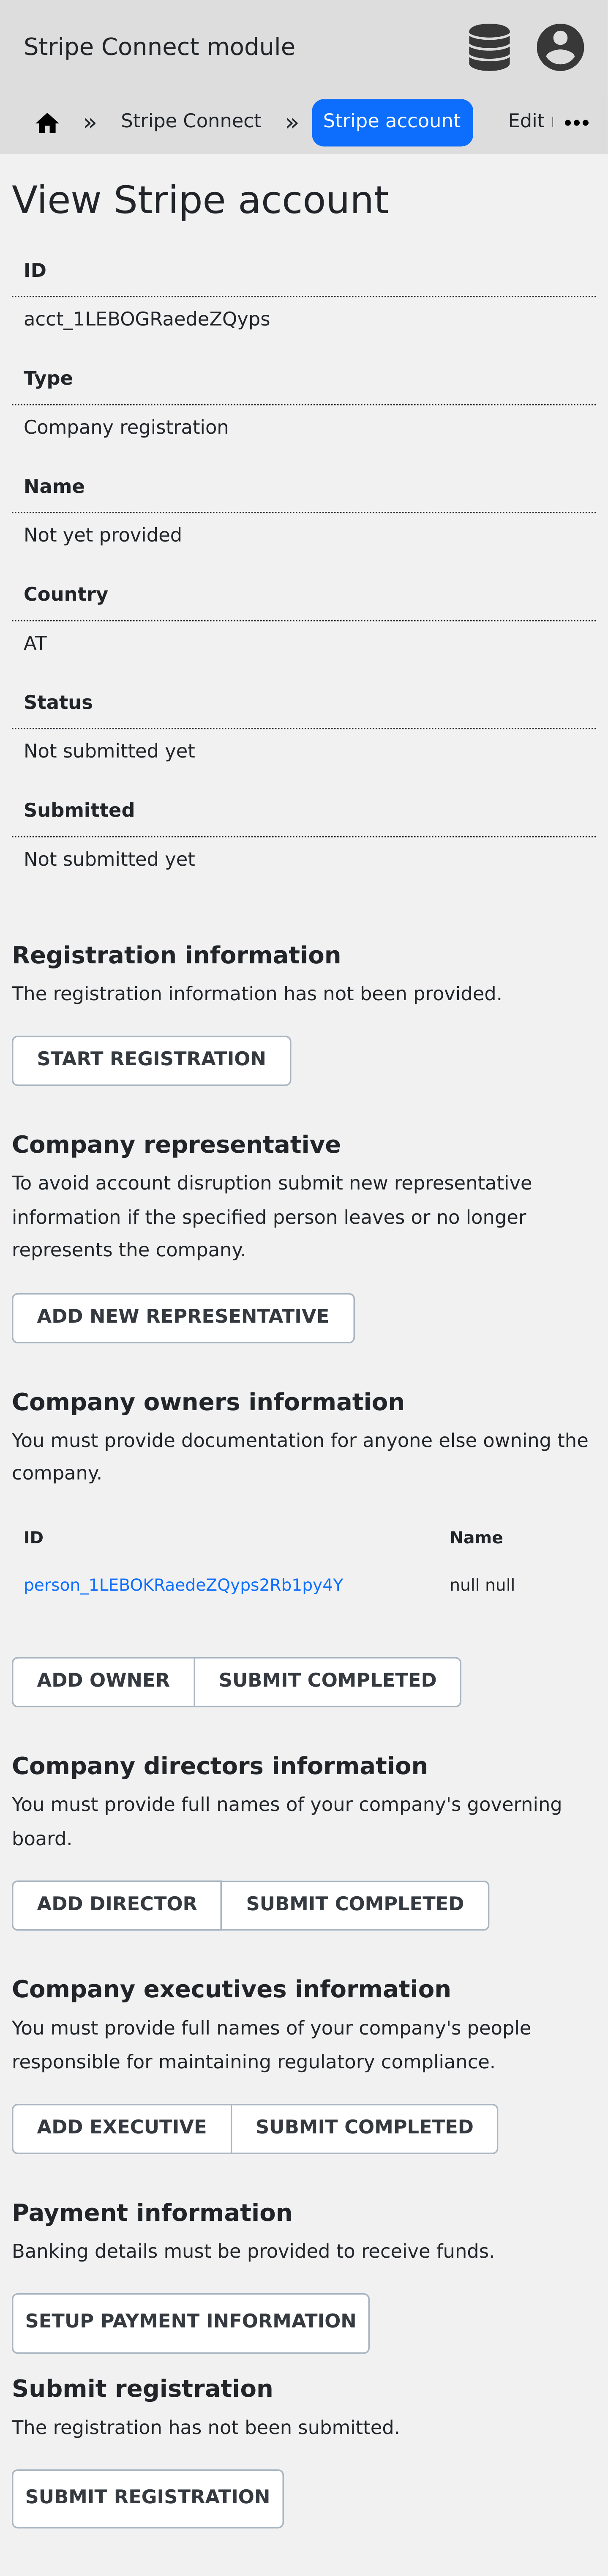 Stripe Connect module
» Stripe Connect » Stripe account Edit
View Stripe account
ID
acct_1LEBOGRaedeZQyps
Type
Company registration
Name
Not yet provided
Country
AT
Status
Not submitted yet
Submitted
Not submitted yet
Registration information
The registration information has not been provided.
START REGISTRATION
Company representative
To avoid account disruption submit new representative
information if the specified person leaves or no longer
represents the company.
ADD NEW REPRESENTATIVE
Company owners information
You must provide documentation for anyone else owning the
company.
ID Name
person_1LEBOKRaedeZQyps2Rb1py4Y null null
ADD OWNER SUBMIT COMPLETED
Company directors information
You must provide full names of your company's governing
board.
ADD DIRECTOR SUBMIT COMPLETED
Company executives information
You must provide full names of your company's people
responsible for maintaining regulatory compliance.
ADD EXECUTIVE SUBMIT COMPLETED
Payment information
Banking details must be provided to receive funds.
SETUP PAYMENT INFORMATION
Submit registration
The registration has not been submitted.
SUBMIT REGISTRATION